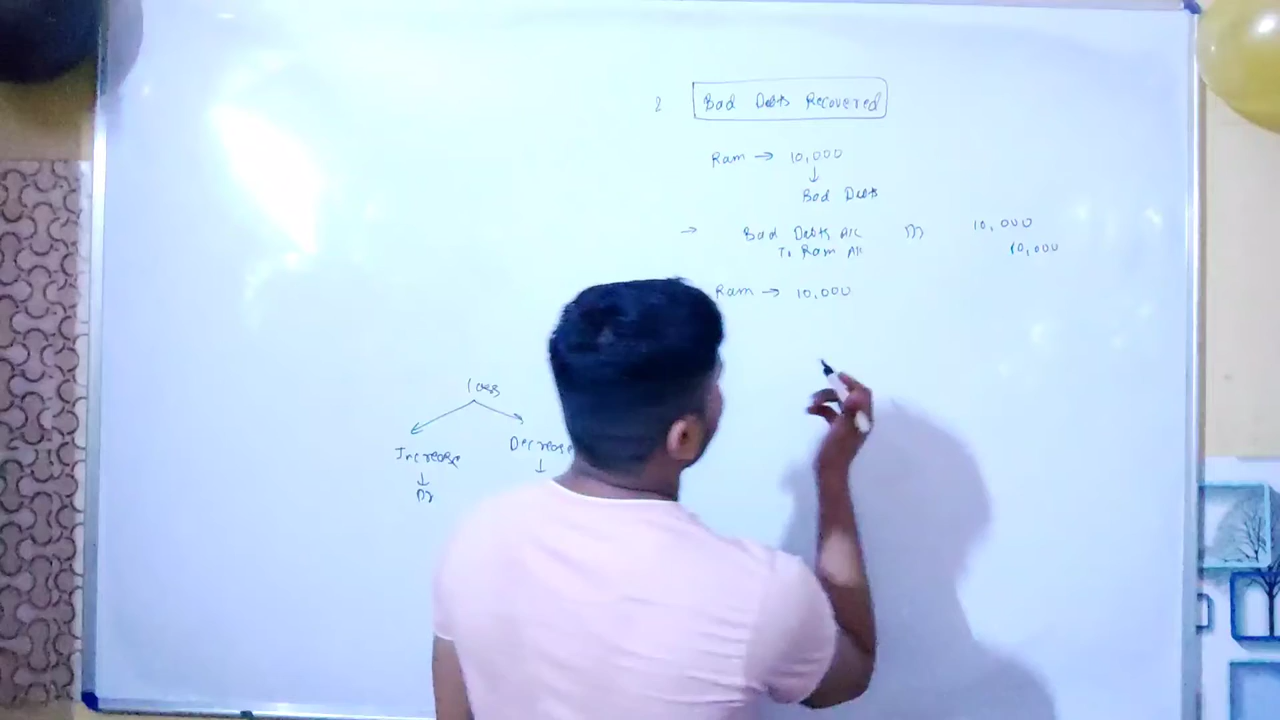 2 Bad Debts Recovered
Ram → 10,000
↓
Bad Debts
→ Bad Debts A/c Dr 10,000
To Ram A/c 10,000
Ram → 10,000
Loss
Increase Decrease
↓ ↓
Dr